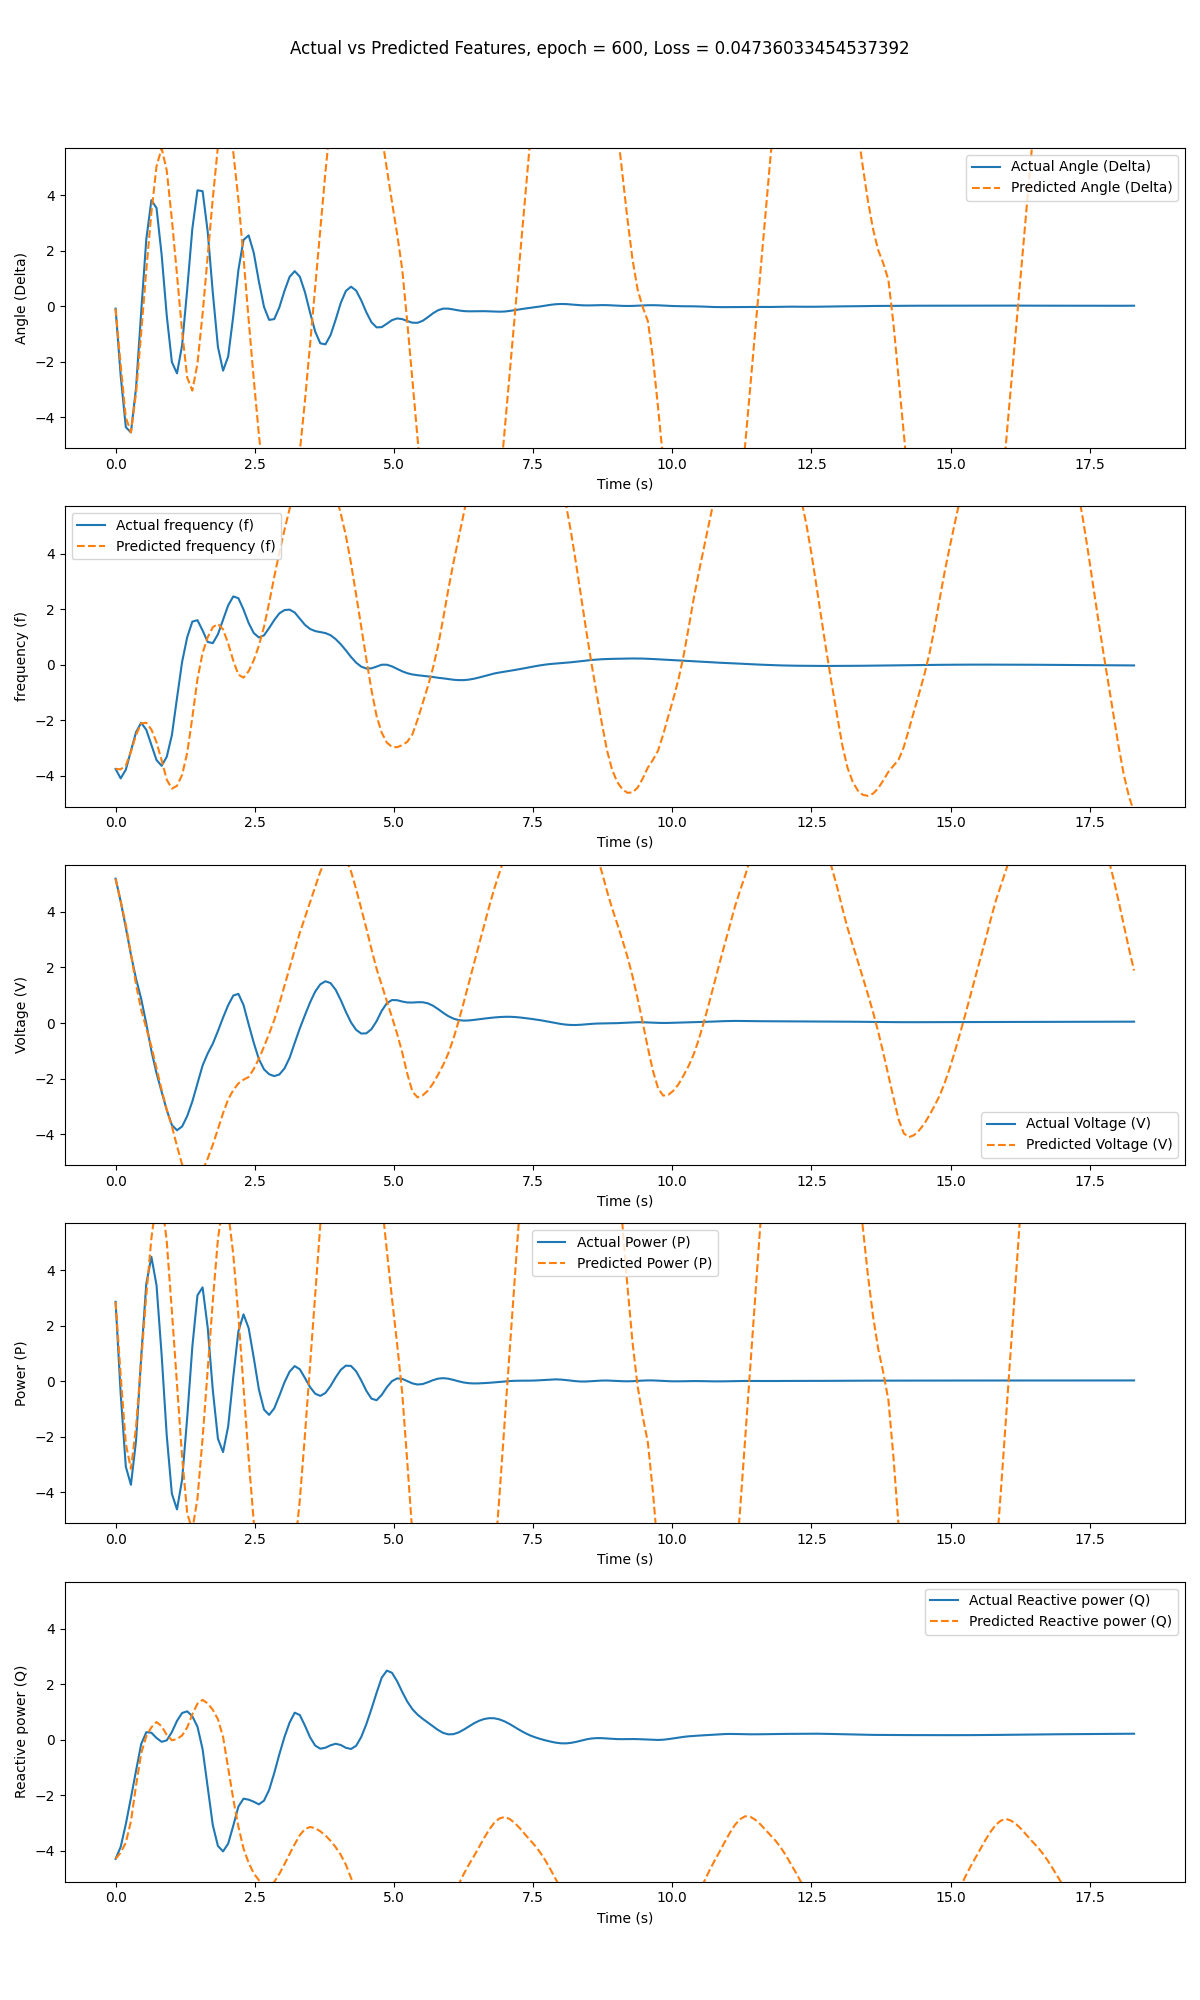 Actual vs Predicted Features, epoch = 600, Loss = 0.04736033454537392
Actual Angle (Delta)
Predicted Angle (Delta)
4
2
0
−2
−4
Angle (Delta)
0.0 2.5 5.0 7.5 10.0 12.5 15.0 17.5
Time (s)
Actual frequency (f)
Predicted frequency (f)
4
2
0
−2
−4
frequency (f)
0.0 2.5 5.0 7.5 10.0 12.5 15.0 17.5
Time (s)
4
2
0
−2
−4
Voltage (V)
Actual Voltage (V)
Predicted Voltage (V)
0.0 2.5 5.0 7.5 10.0 12.5 15.0 17.5
Time (s)
Actual Power (P)
Predicted Power (P)
4
2
0
−2
−4
Power (P)
0.0 2.5 5.0 7.5 10.0 12.5 15.0 17.5
Time (s)
Actual Reactive power (Q)
Predicted Reactive power (Q)
4
2
0
−2
−4
Reactive power (Q)
0.0 2.5 5.0 7.5 10.0 12.5 15.0 17.5
Time (s)